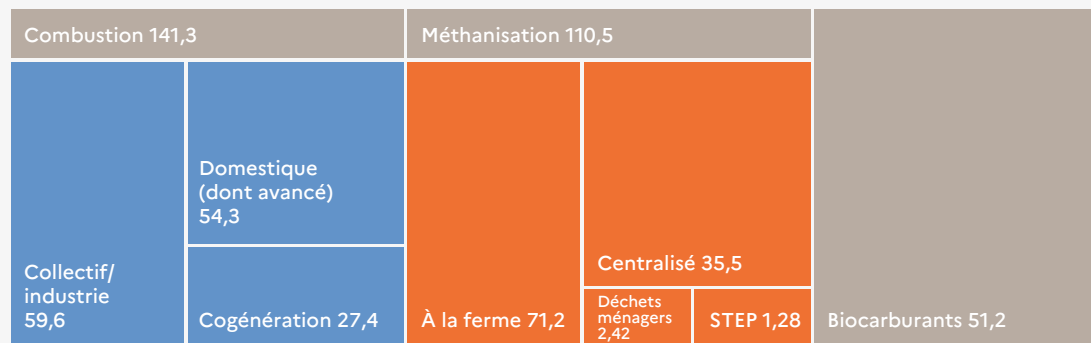 Combustion 141,3
Méthanisation 110,5
Domestique
(dont avancé)
54,3
Collectif/
industrie
59,6
Cogénération 27,4
À la ferme 71,2
Centralisé 35,5
Déchets
ménagers
2,42
STEP 1,28
Biocarburants 51,2